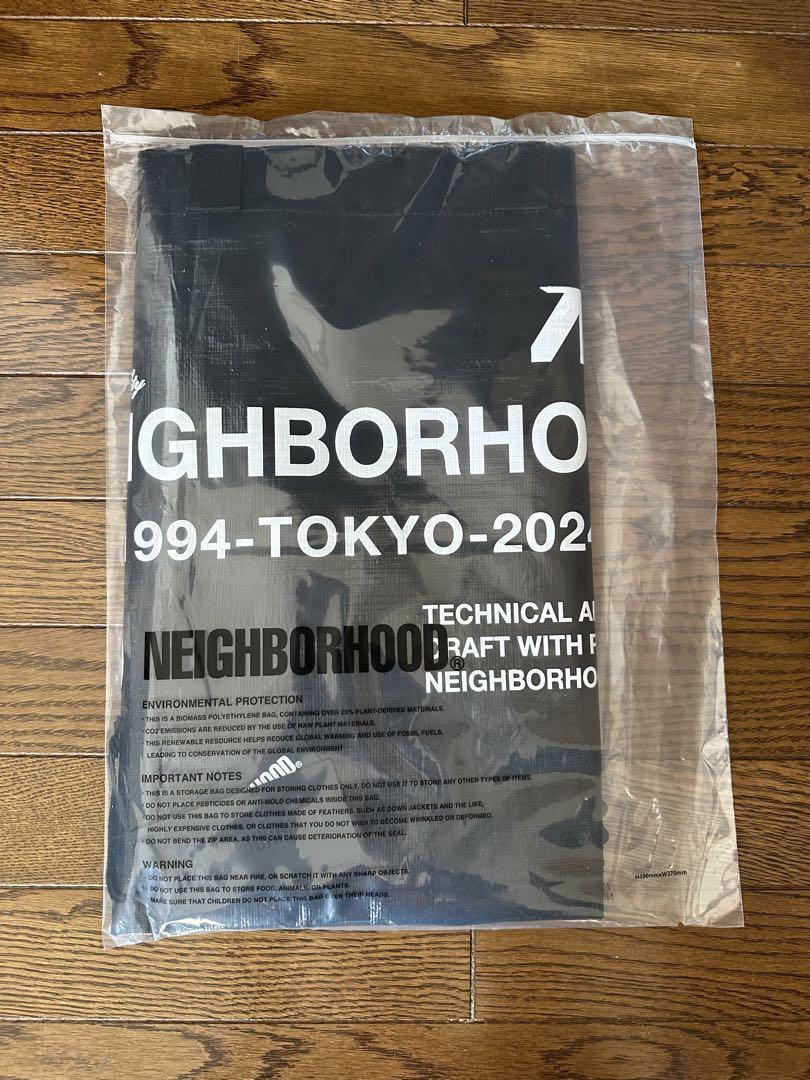 IGHBORHO
994-TOKYO-2024
TECHNICAL
CRAFT WITH
NEIGHBORHO
NEIGHBORHOOD®
ENVIRONMENTAL PROTECTION
• THIS IS A BIOMASS POLYETHYLENE BAG, CONTAINING OVER 25% PLANT-DERIVED MATERIALS.
• CO2 EMISSIONS ARE REDUCED BY THE USE OF RAW PLANT MATERIALS.
• THIS RENEWABLE RESOURCE HELPS REDUCE GLOBAL WARMING AND USE OF FOSSIL FUELS,
LEADING TO CONSERVATION OF THE GLOBAL ENVIRONMENT
HOOD®
IMPORTANT NOTES
• THIS IS A STORAGE BAG DESIGNED FOR STORING CLOTHES ONLY. DO NOT USE IT TO STORE ANY OTHER TYPES OF ITEMS.
• DO NOT PLACE PESTICIDES OR ANTI-MOLD CHEMICALS INSIDE THIS BAG.
• DO NOT USE THIS BAG TO STORE CLOTHES MADE OF FEATHERS, SUCH AS DOWN JACKETS AND THE LIKE,
HIGHLY EXPENSIVE CLOTHES, OR CLOTHES THAT YOU DO NOT WISH TO BECOME WRINKLED OR DEFORMED.
• DO NOT BEND THE ZIP AREA, AS THIS CAN CAUSE DETERIORATION OF THE SEAL.
WARNING
• DO NOT PLACE THIS BAG NEAR FIRE, OR SCRATCH IT WITH ANY SHARP OBJECTS.
• DO NOT USE THIS BAG TO STORE FOOD, ANIMALS, OR PLANTS.
• MAKE SURE THAT CHILDREN DO NOT PLACE THIS BAG OVER THEIR HEADS.
H490mmxW370mm